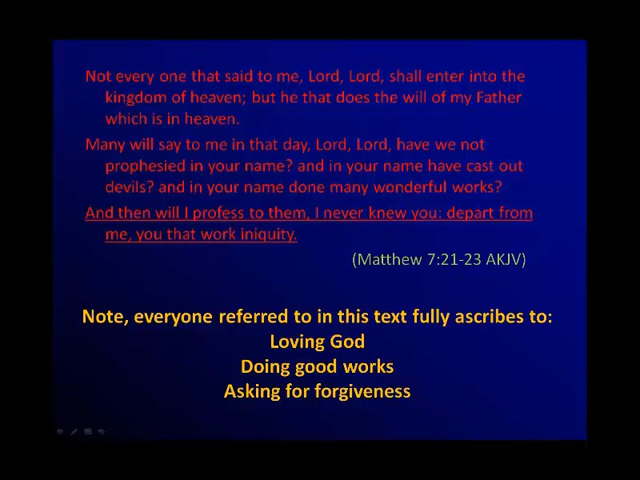 Not every one that said to me, Lord, Lord, shall enter into the
kingdom of heaven; but he that does the will of my Father
which is in heaven.
Many will say to me in that day, Lord, Lord, have we not
prophesied in your name? and in your name have cast out
devils? and in your name done many wonderful works?
And then will I profess to them, I never knew you: depart from
me, you that work iniquity.
(Matthew 7:21-23 AKJV)
Note, everyone referred to in this text fully ascribes to:
Loving God
Doing good works
Asking for forgiveness